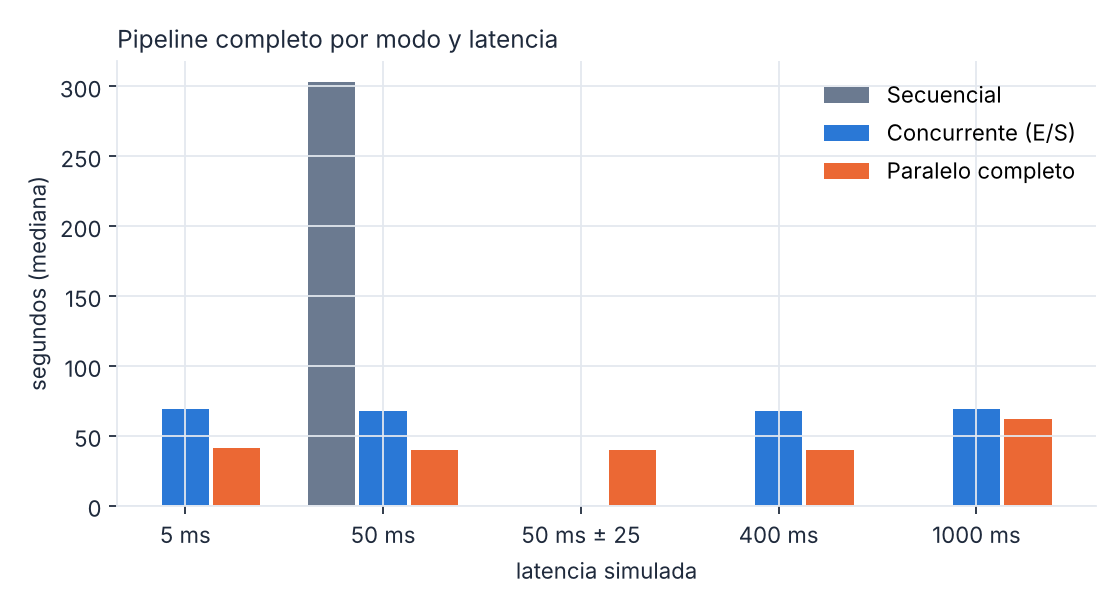 Pipeline completo por modo y latencia
segundos (mediana)
300
250
200
150
100
50
0
Secuencial
Concurrente (E/S)
Paralelo completo
5 ms
50 ms
50 ms ± 25
400 ms
1000 ms
latencia simulada